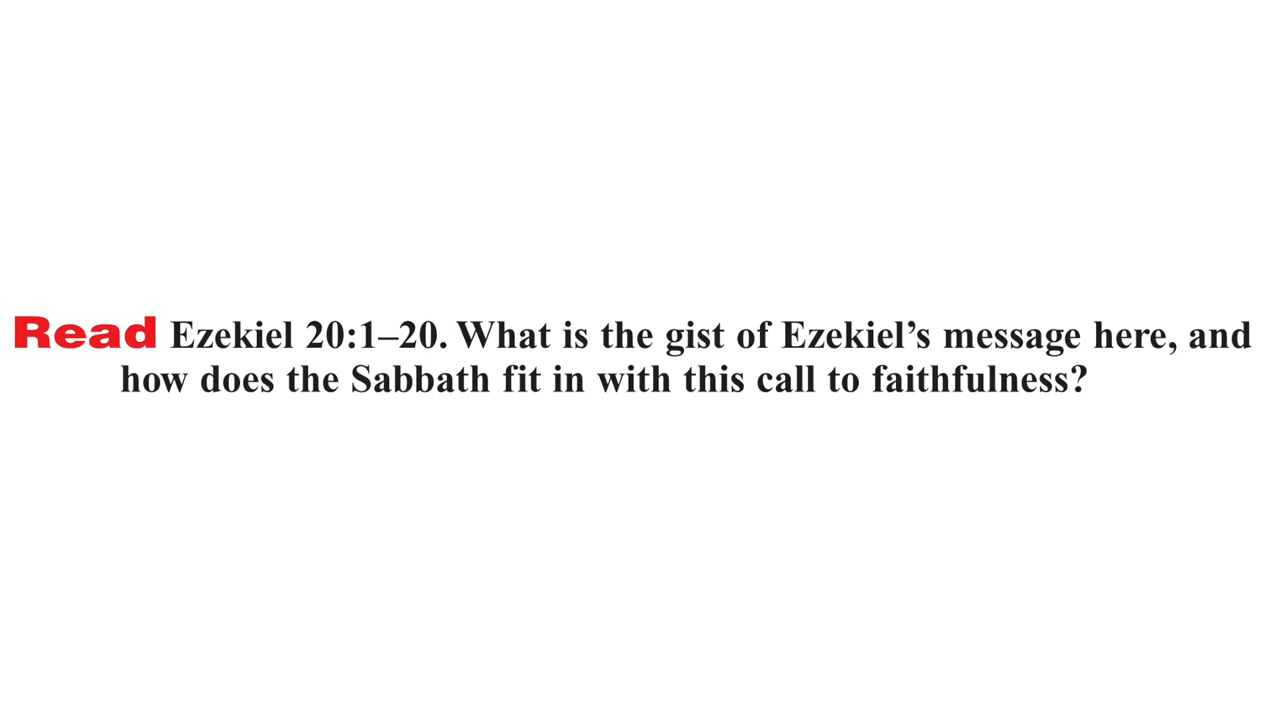 Read Ezekiel 20:1–20. What is the gist of Ezekiel’s message here, and
how does the Sabbath fit in with this call to faithfulness?